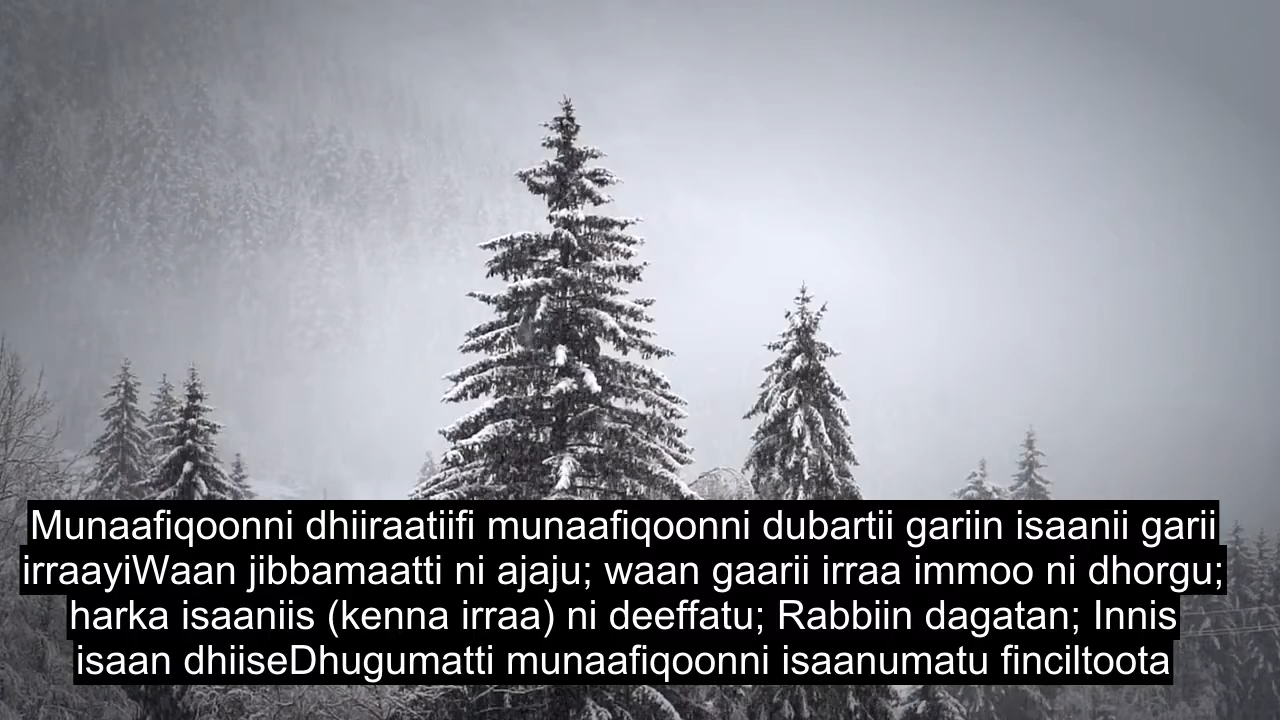 Munaafiqoonni dhiiraatiifi munaafiqoonni dubartii gariin isaanii garii
irraayiWaan jibbamaatti ni ajaju; waan gaarii irraa immoo ni dhorgu;
harka isaaniis (kenna irraa) ni deeffatu; Rabbiin dagatan; Innis
isaan dhiiseDhugumatti munaafiqoonni isaanumatu finciltoota